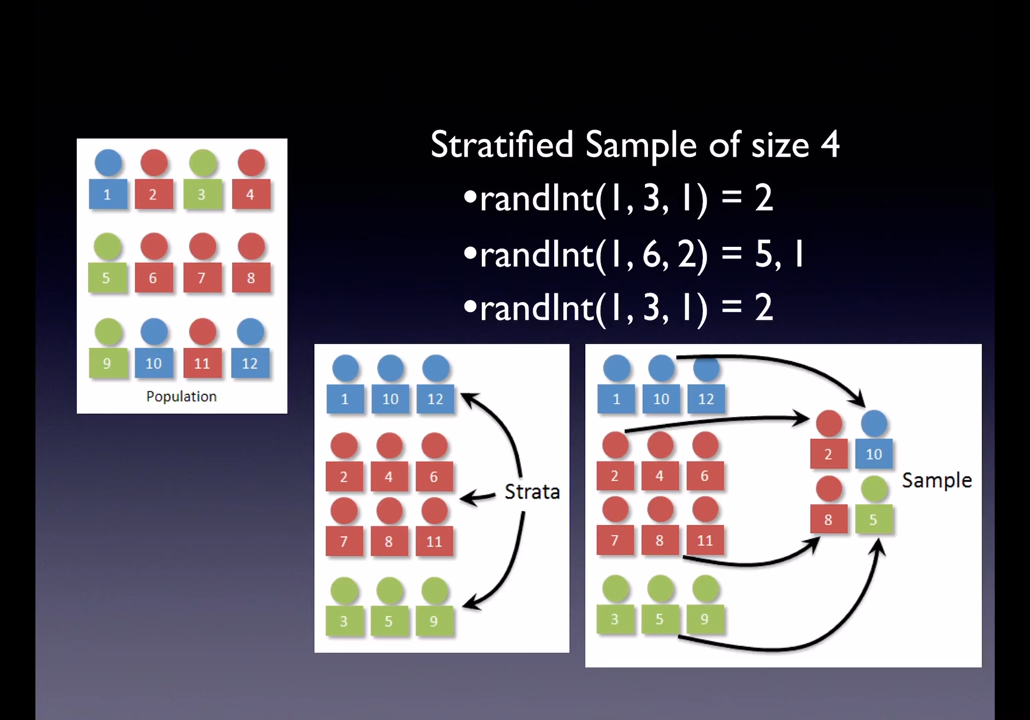 Stratified Sample of size 4
•randInt(1, 3, 1) = 2
•randInt(1, 6, 2) = 5, 1
•randInt(1, 3, 1) = 2
1 2 3 4
5 6 7 8
9 10 11 12
Population
1 10 12
2 4 6
7 8 11
3 5 9
Strata
1 10 12
2 4 6
7 8 11
3 5 9
2 10
8 5
Sample